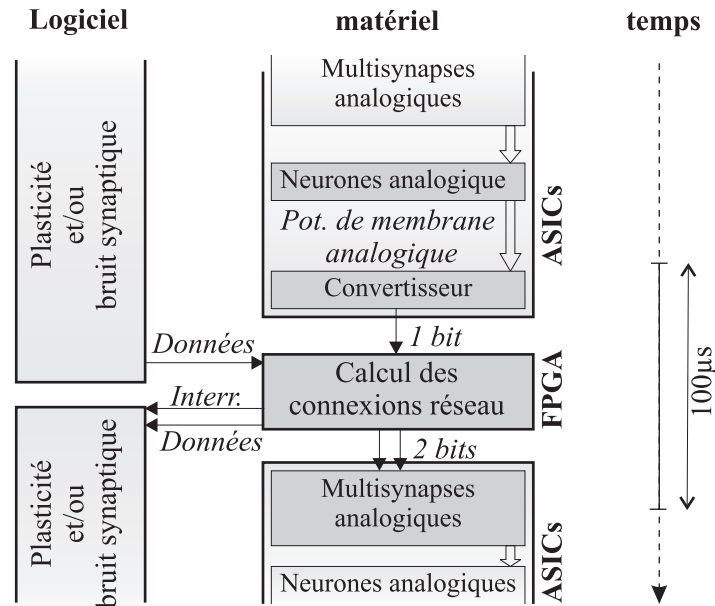 Logiciel
matériel
temps
Plasticité
et/ou
bruit synaptique
Multisynapses
analogiques
Neurones analogique
Pot. de membrane
analogique
Convertisseur
ASICs
1 bit
Données
Calcul des
connexions réseau
FPGA
100µs
Interr.
Données
2 bits
Plasticité
et/ou
bruit synaptique
Multisynapses
analogiques
Neurones analogiques
ASICs